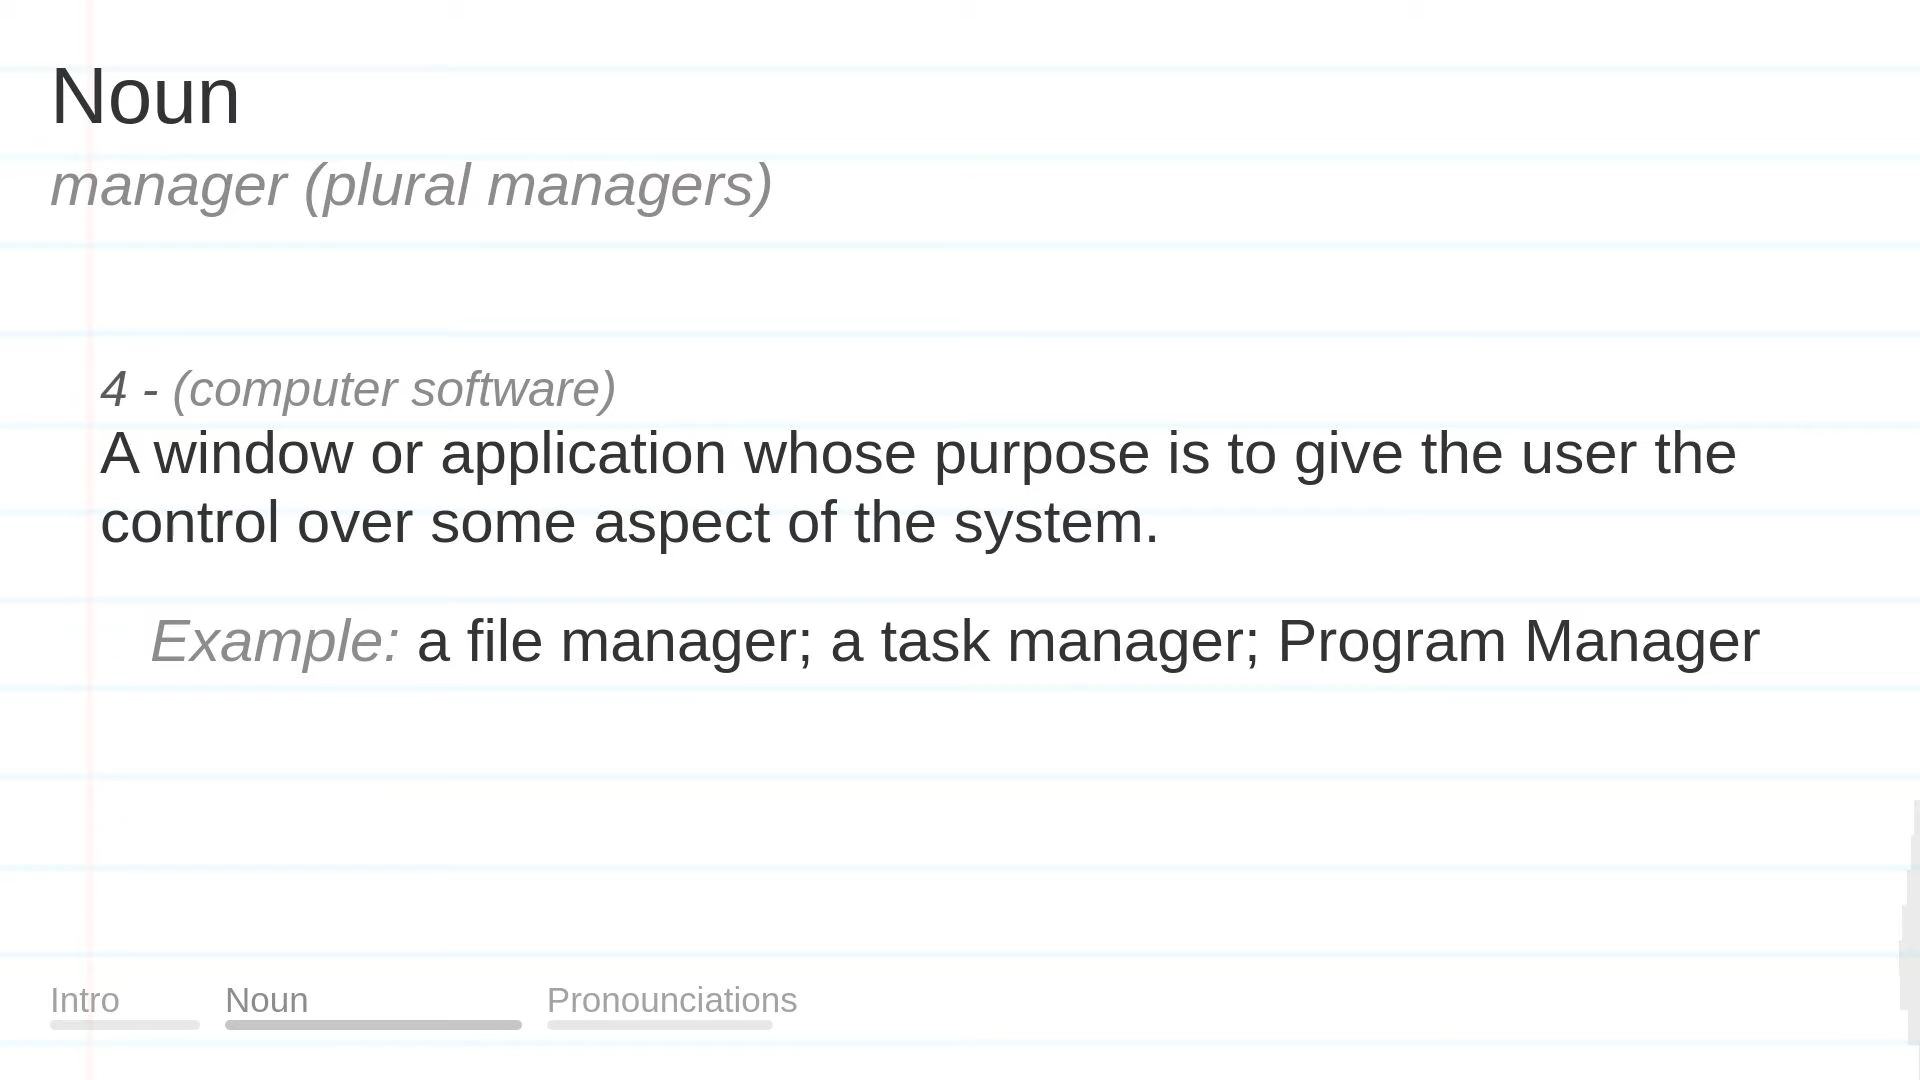 Noun
manager (plural managers)
4 - (computer software)
A window or application whose purpose is to give the user the
control over some aspect of the system.
Example: a file manager; a task manager; Program Manager
Intro Noun Pronounciations